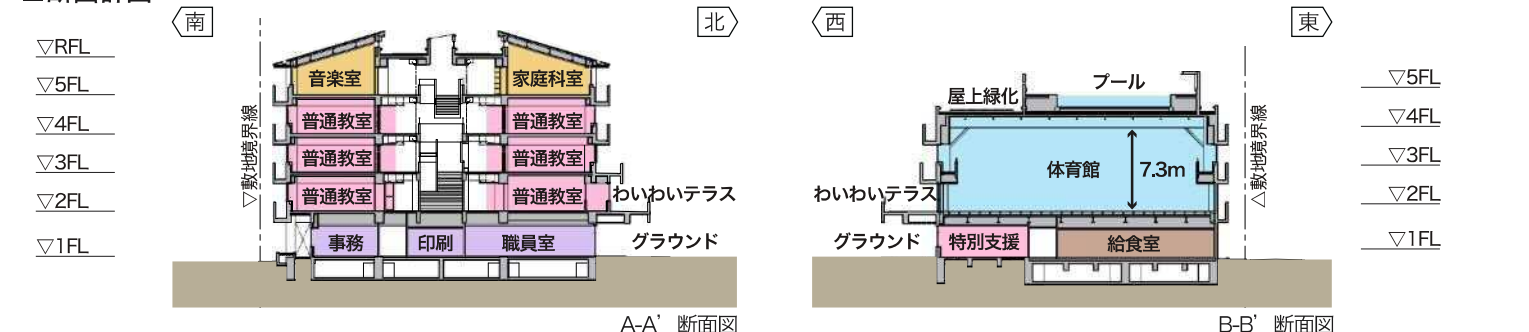 南
北
▽RFL
▽5FL
▽4FL
▽3FL
▽2FL
▽1FL
▽敷地境界線
音楽室
家庭科室
普通教室
普通教室
普通教室
普通教室
普通教室
普通教室
わいわいテラス
事務
印刷
職員室
グラウンド
A-A’ 断面図
西
東
プール
屋上緑化
体育館
7.3m
わいわいテラス
グラウンド
特別支援
給食室
△敷地境界線
▽5FL
▽4FL
▽3FL
▽2FL
▽1FL
B-B’ 断面図